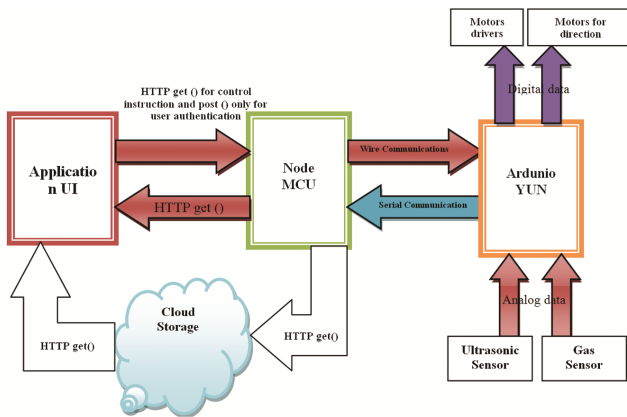 Motors
drivers
Motors for
direction
Digital data
HTTP get () for control
instruction and post () only for
user authentication
Applicatio
n UI
Node
MCU
Wire Communications
Ardunio
YUN
HTTP get ()
Serial Communication
Analog data
Cloud
Storage
HTTP get()
HTTP get()
Ultrasonic
Sensor
Gas
Sensor